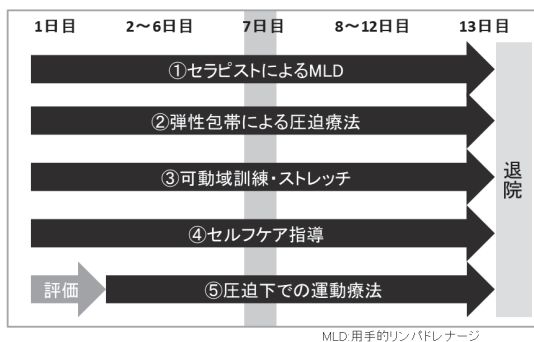 1日目 2～6日目 7日目 8～12日目 13日目
①セラピストによるMLD
②弾性包帯による圧迫療法
③可動域訓練・ストレッチ
④セルフケア指導
評価 ⑤圧迫下での運動療法
退院
MLD:用手的リンパドレナージ